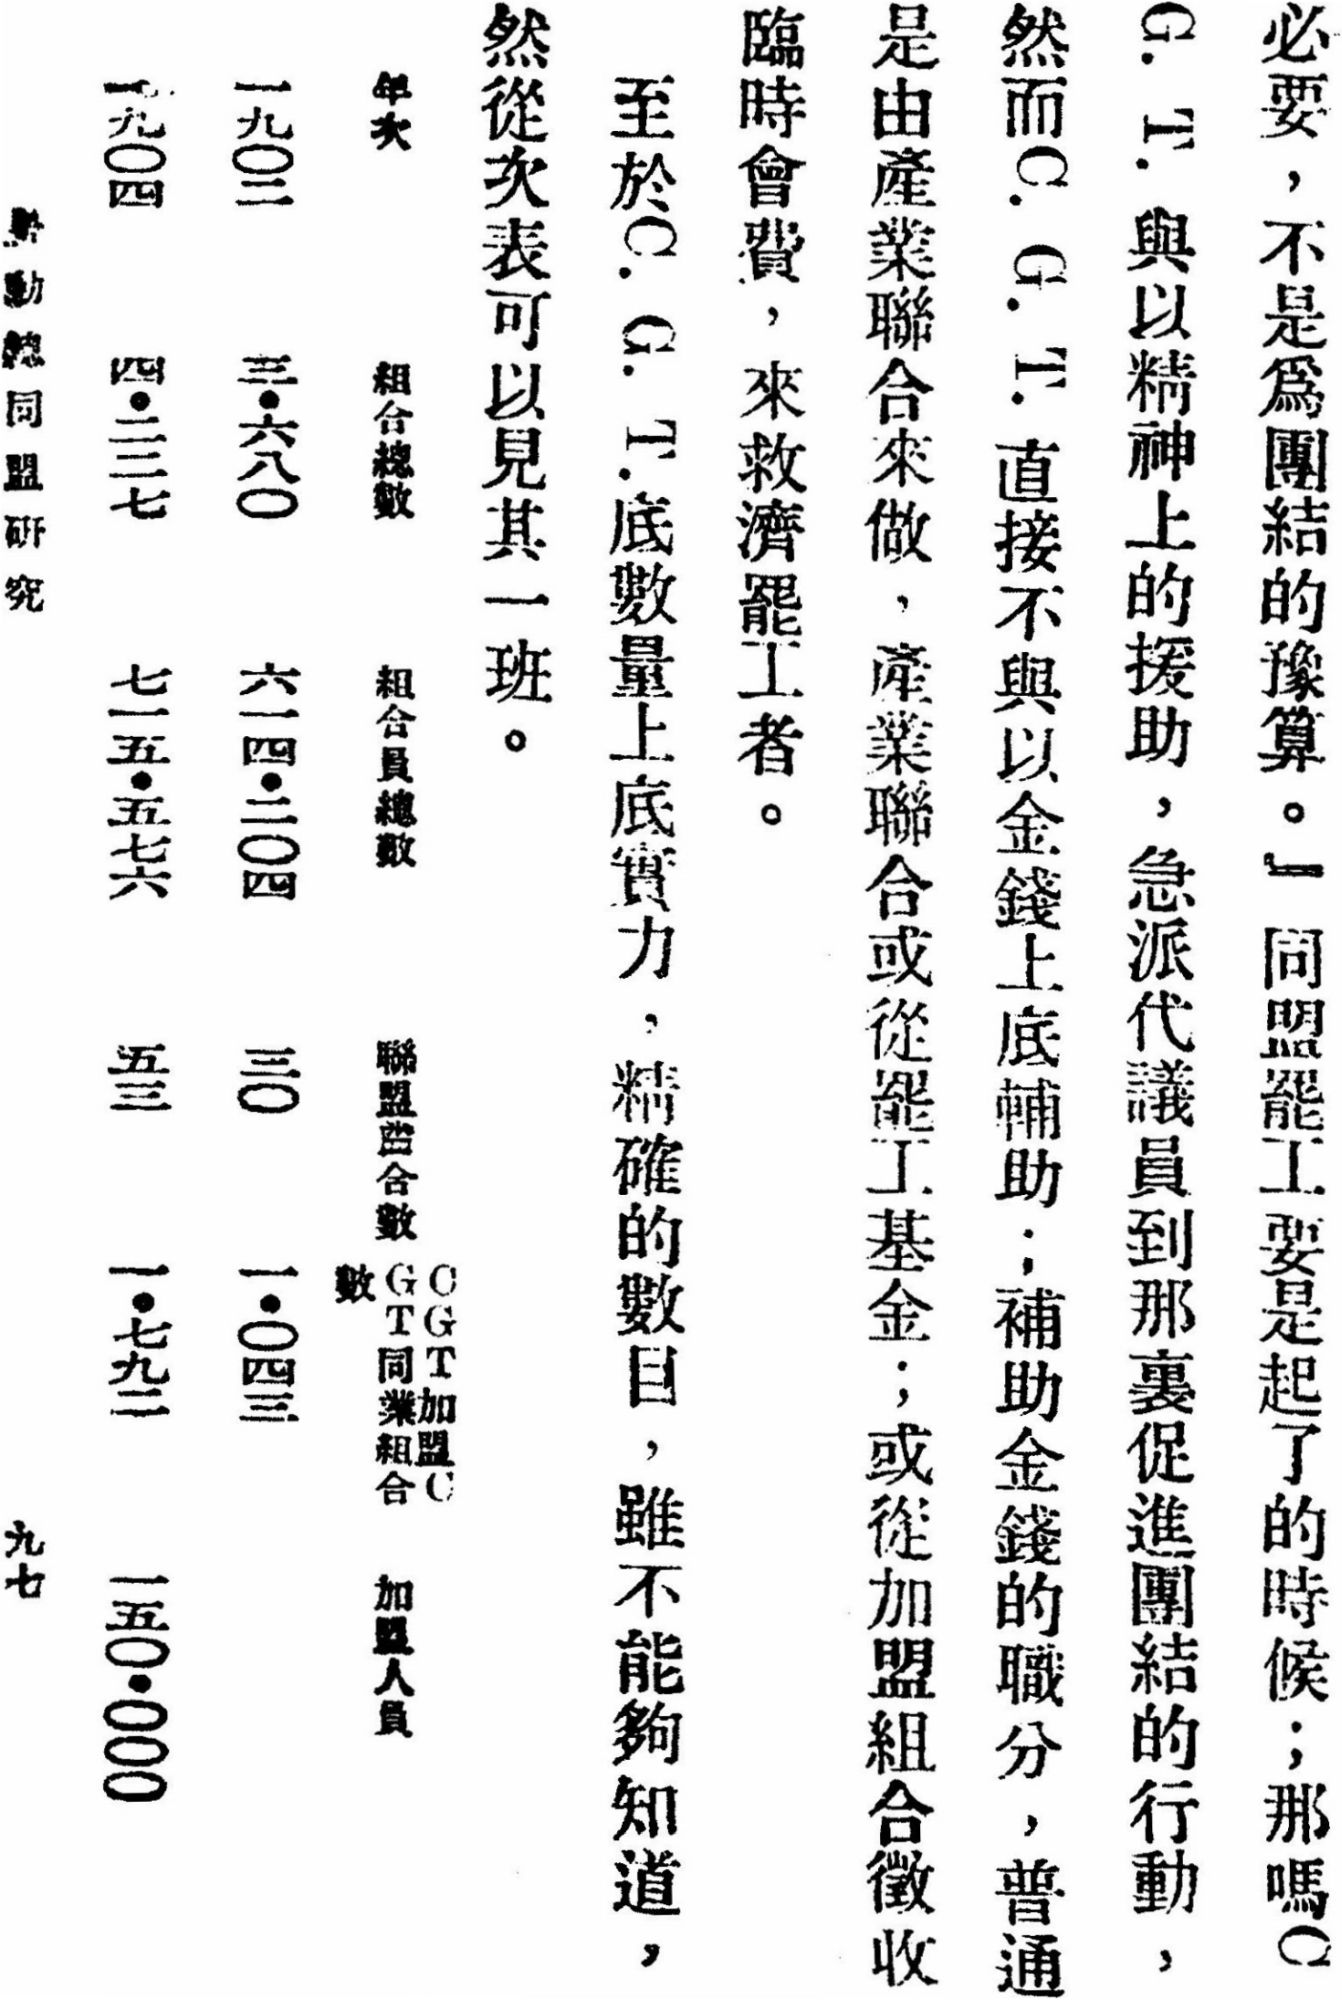 必要，不是爲團結的豫算。』同盟罷工要是起了的時候；那嗎C
G. T. 與以精神上的援助，急派代議員到那裏促進團結的行動，
然而C. G. T. 直接不與以金錢上底輔助；補助金錢的職分，普通
是由產業聯合來做，產業聯合或從罷工基金；或從加盟組合徵收
臨時會費，來救濟罷工者。
至於C. G. T. 底數量上底實力，精確的數目，雖不能夠知道，
然從次表可以見其一班。
年次 組合總數 組合員總數 聯盟組合數 CGT加盟CGT同業組合數 加盟人員
一九〇二 三•六八〇 六一四•二〇四 三〇 一•〇四三
一九〇四 四•二二七 七一五•五七六 五三 一•七九二 一五〇•〇〇〇
勞動總同盟研究 九七